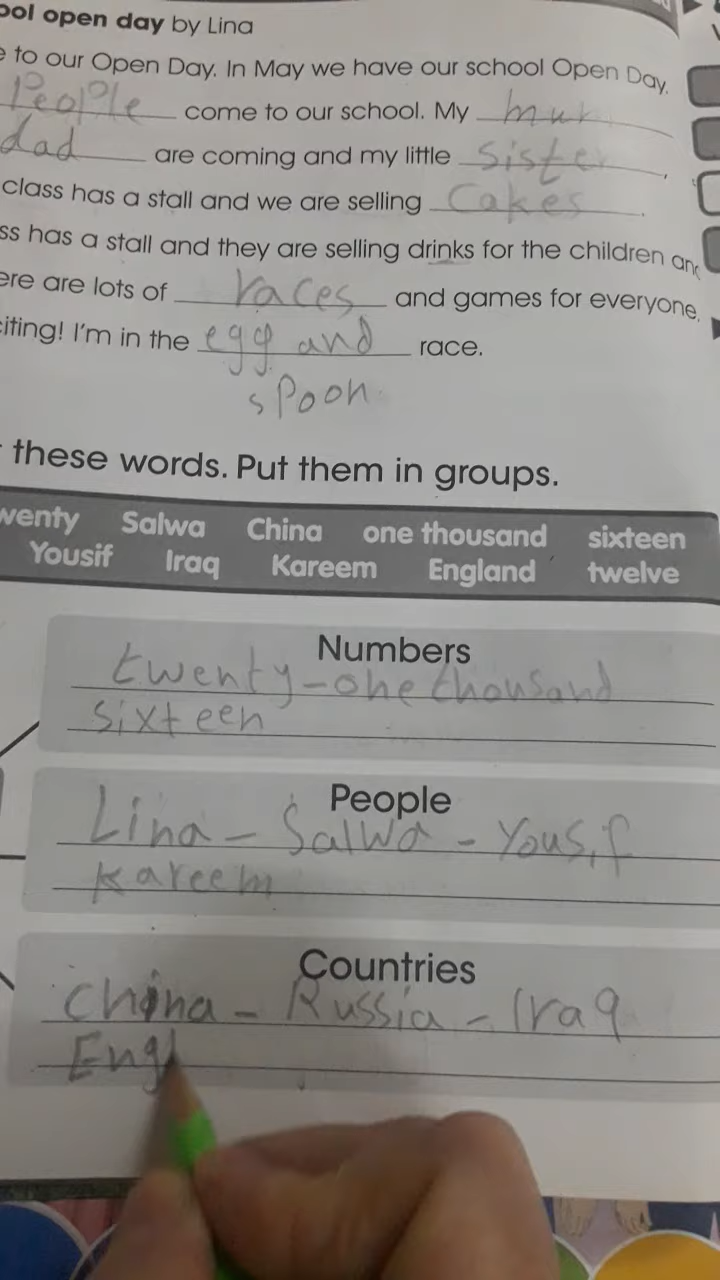 ool open day by Lina
e to our Open Day. In May we have our school Open Day.
People come to our school. My mum
dad are coming and my little sister,
class has a stall and we are selling Cakes.
ss has a stall and they are selling drinks for the children and
ere are lots of races and games for everyone.
citing! I'm in the egg and race.
spoon
these words. Put them in groups.
wenty Salwa China one thousand sixteen
Yousif Iraq Kareem England twelve
Numbers
twenty-one thousand
sixteen
People
Lina - Salwa - Yousif
Kareem
Countries
China - Russia - Iraq
Engl